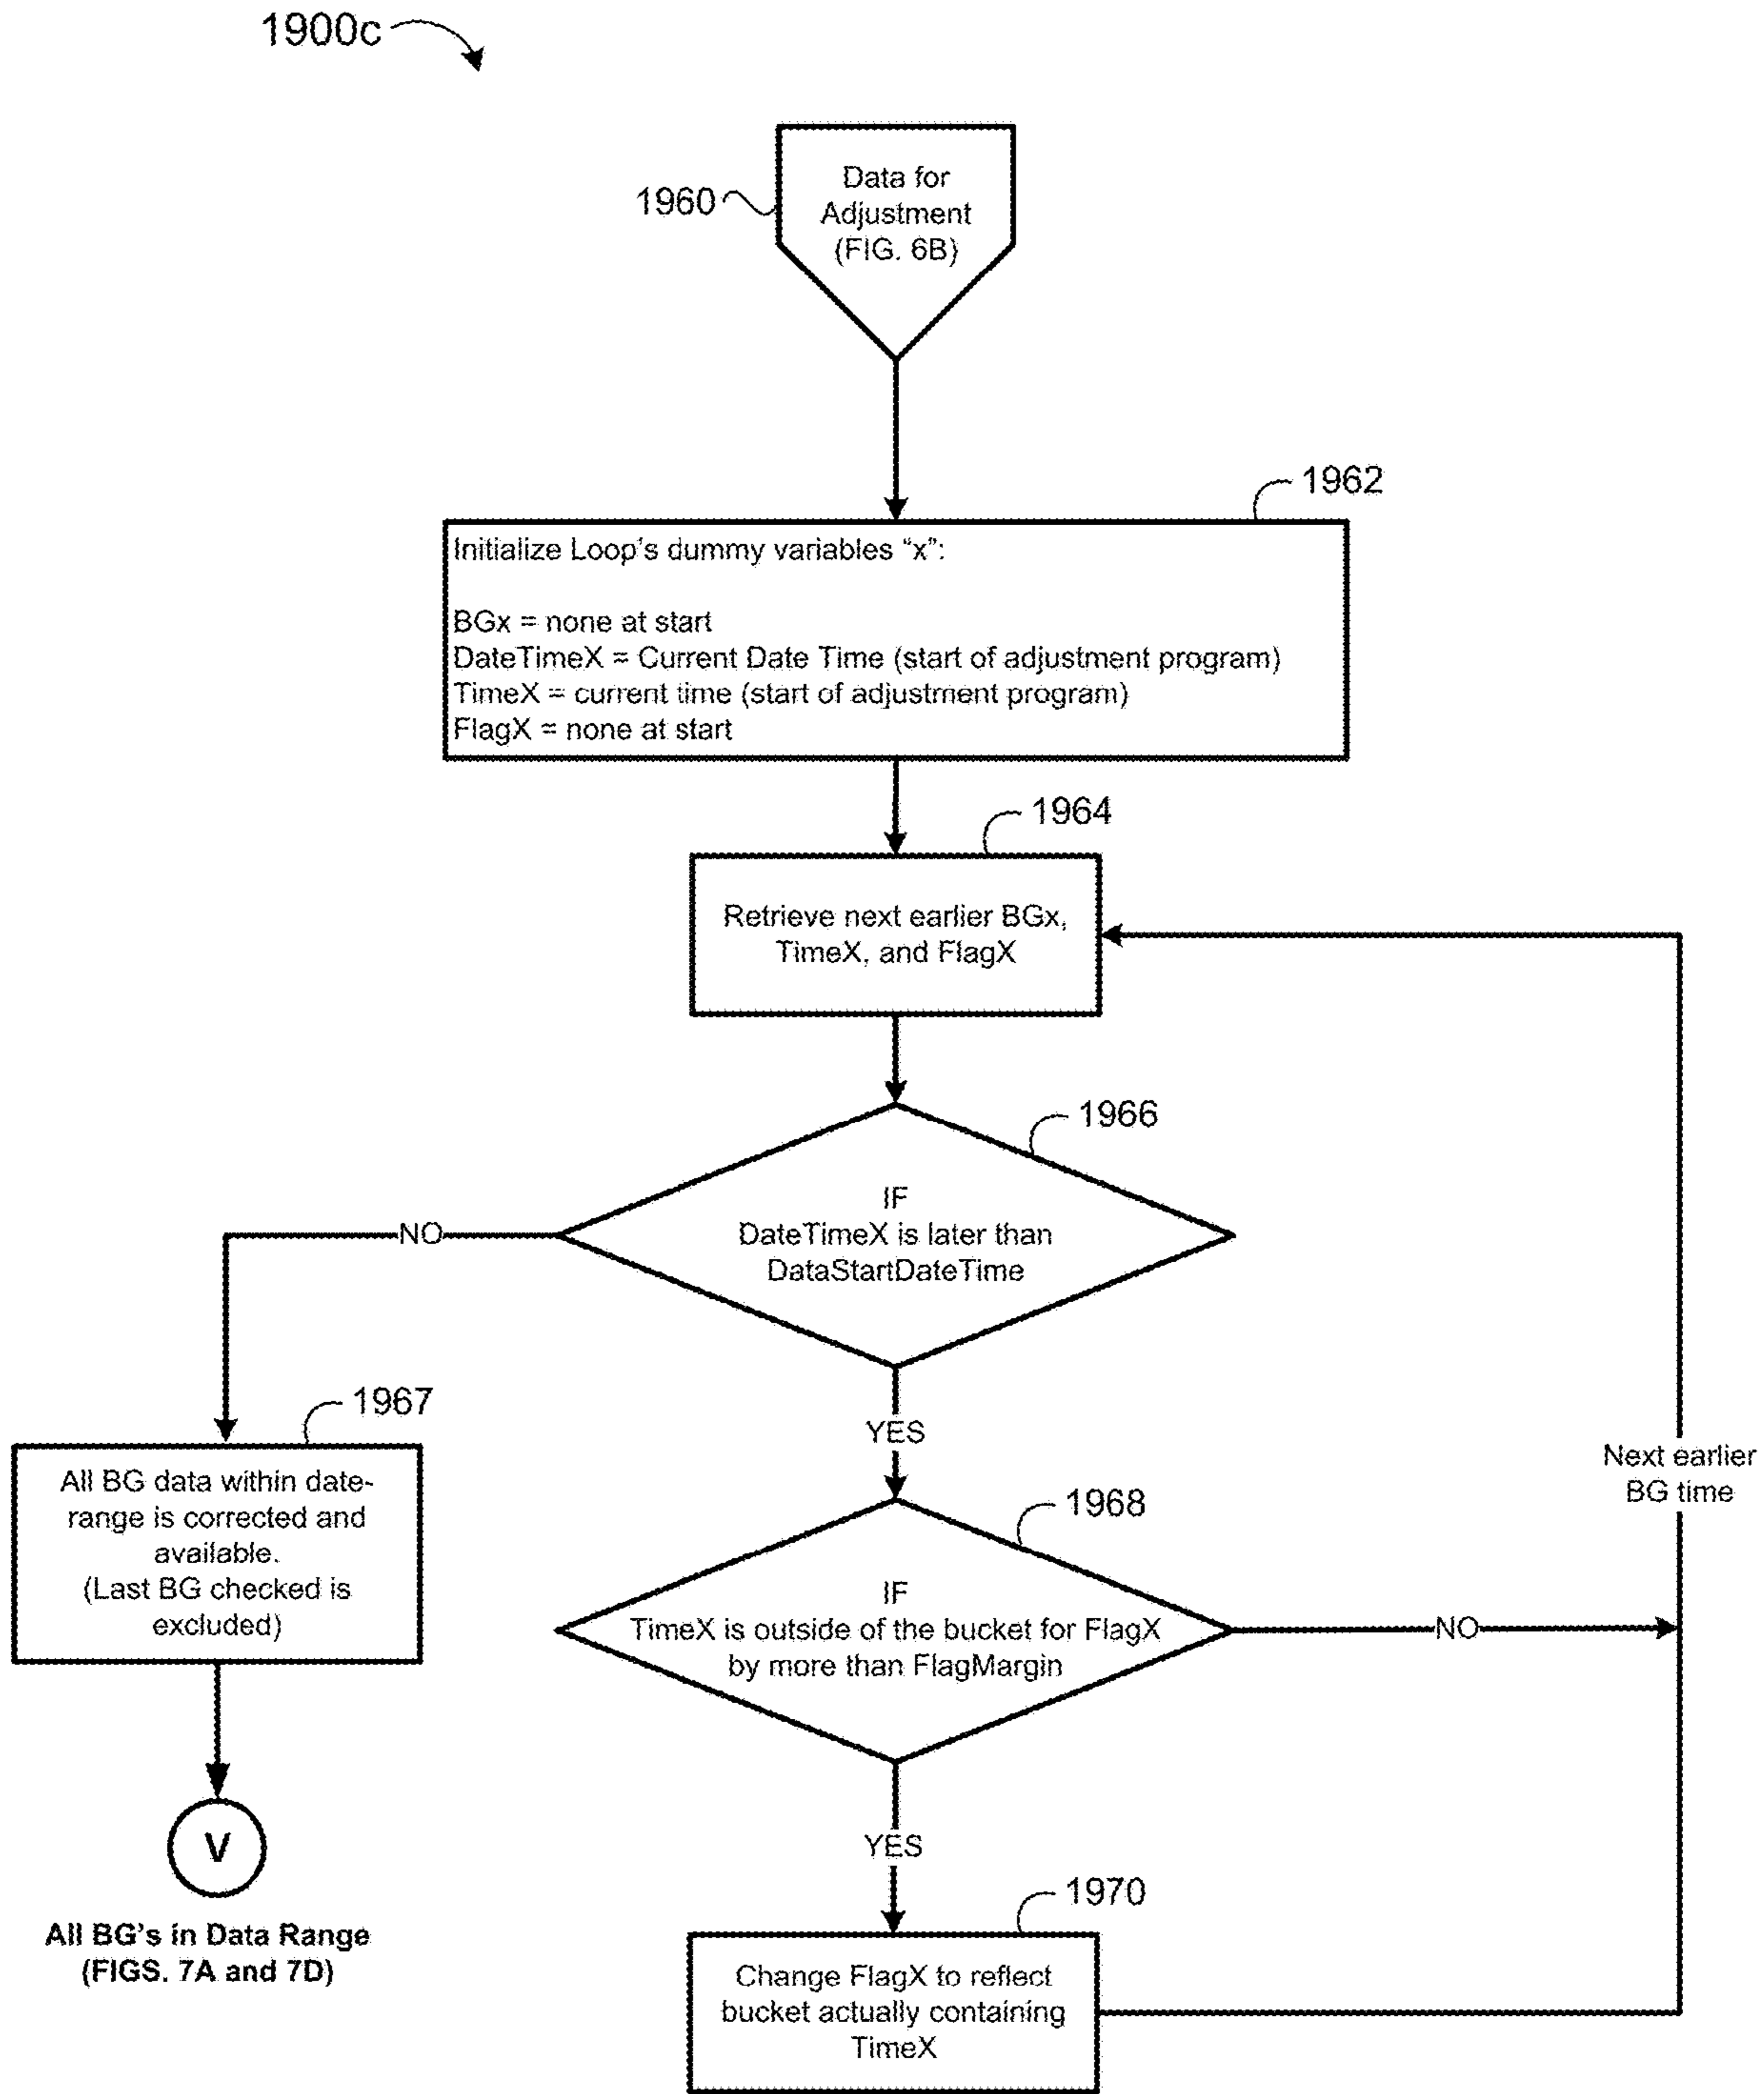 1900c
1960
Data for
Adjustment
(FIG. 6B)
1962
Initialize Loop's dummy variables “x”:
BGx = none at start
DateTimeX = Current Date Time (start of adjustment program)
TimeX = current time (start of adjustment program)
FlagX = none at start
1964
Retrieve next earlier BGx,
TimeX, and FlagX
1966
IF
DateTimeX is later than
DataStartDateTime
NO
YES
1967
All BG data within date-
range is corrected and
available.
(Last BG checked is
excluded)
V
All BG's in Data Range
(FIGS. 7A and 7D)
Next earlier
BG time
1968
IF
TimeX is outside of the bucket for FlagX
by more than FlagMargin
NO
YES
1970
Change FlagX to reflect
bucket actually containing
TimeX